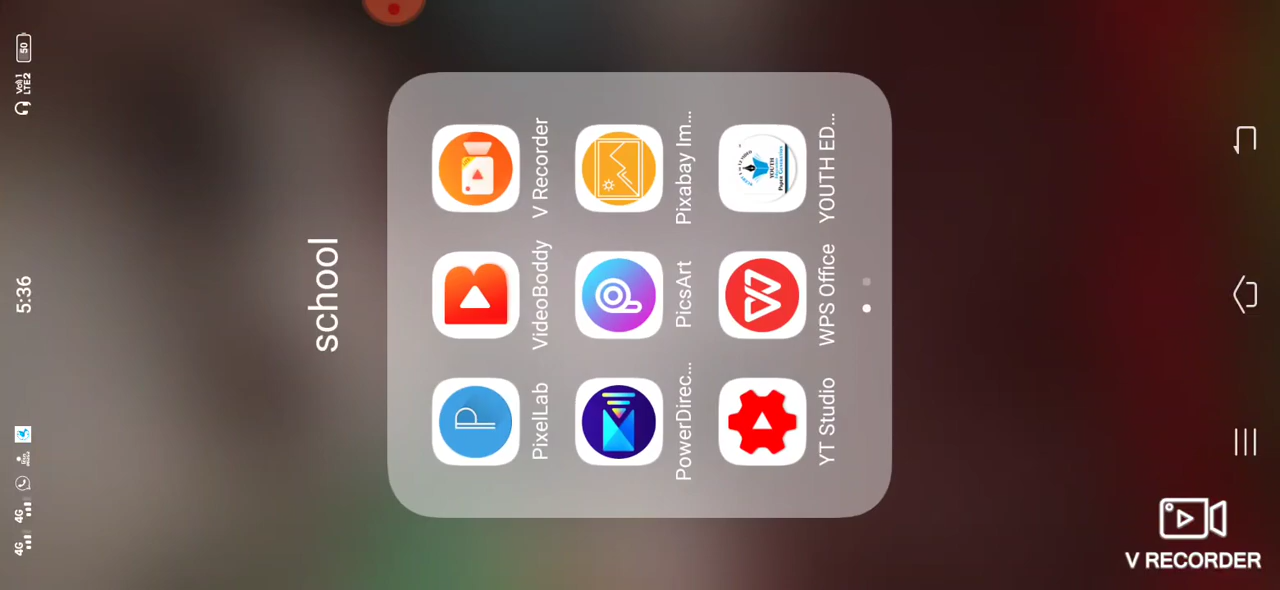 4G 4G 5:36 LTE2 50
school
PixelLab VideoBoddy V Recorder
PowerDirec... PicsArt Pixabay Im...
YOUTH
YT Studio WPS Office YOUTH ED...
V RECORDER